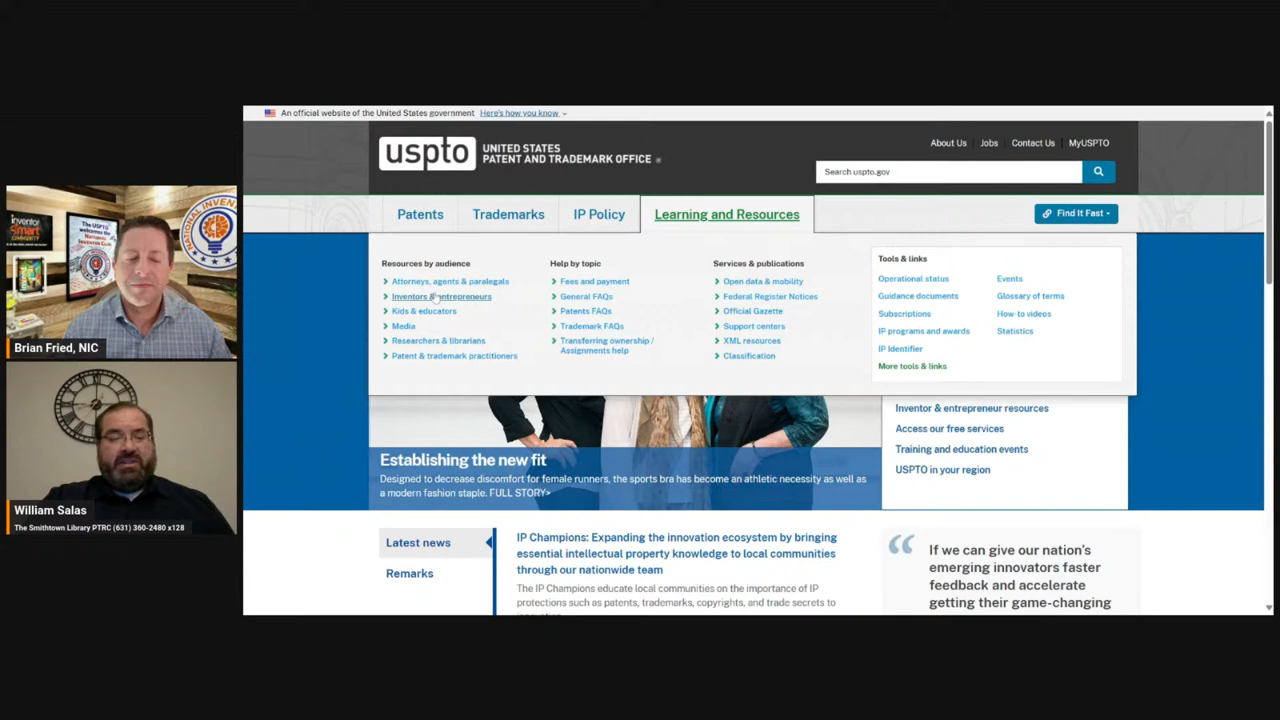 An official website of the United States government Here's how you know
uspto UNITED STATES
PATENT AND TRADEMARK OFFICE
About Us Jobs Contact Us MyUSPTO
Search uspto.gov
Patents Trademarks IP Policy Learning and Resources Find It Fast
Resources by audience
Attorneys, agents & paralegals
Inventors & entrepreneurs
Kids & educators
Media
Researchers & librarians
Patent & trademark practitioners
Help by topic
Fees and payment
General FAQs
Patents FAQs
Trademark FAQs
Transferring ownership /
Assignments help
Services & publications
Open data & mobility
Federal Register Notices
Official Gazette
Support centers
XML resources
Classification
Tools & links
Operational status
Guidance documents
Subscriptions
IP programs and awards
IP Identifier
More tools & links
Events
Glossary of terms
How-to videos
Statistics
Inventor & entrepreneur resources
Access our free services
Training and education events
USPTO in your region
Establishing the new fit
Designed to decrease discomfort for female runners, the sports bra has become an athletic necessity as well as
a modern fashion staple. FULL STORY>
Latest news
Remarks
IP Champions: Expanding the innovation ecosystem by bringing
essential intellectual property knowledge to local communities
through our nationwide team
The IP Champions educate local communities on the importance of IP
protections such as patents, trademarks, copyrights, and trade secrets to
If we can give our nation's
emerging innovators faster
feedback and accelerate
getting their game-changing
inventor
Smart
COMMUNITY
The USPTO
welcomes the
National
Inventor Club
Brian Fried, NIC
William Salas
The Smithtown Library PTRC (631) 360-2480 x128